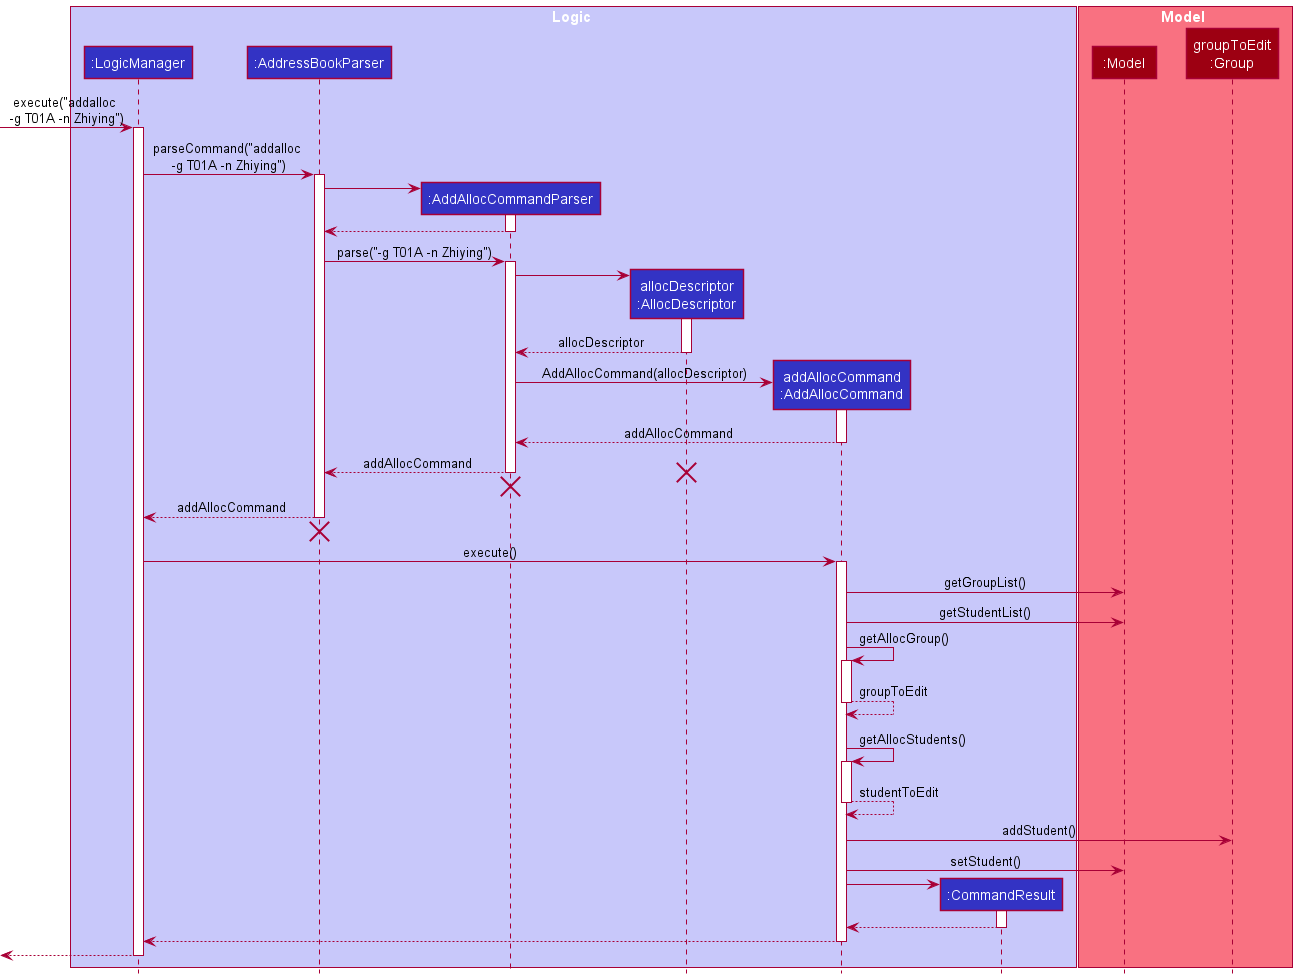 Logic
Model
groupToEdit
:Group
:LogicManager
:AddressBookParser
:Model
execute("addalloc
-g T01A -n Zhiying")
parseCommand("addalloc
-g T01A -n Zhiying")
:AddAllocCommandParser
parse("-g T01A -n Zhiying")
allocDescriptor
:AllocDescriptor
allocDescriptor
AddAllocCommand(allocDescriptor)
addAllocCommand
:AddAllocCommand
addAllocCommand
addAllocCommand
addAllocCommand
execute()
getGroupList()
getStudentList()
getAllocGroup()
groupToEdit
getAllocStudents()
studentToEdit
addStudent()
setStudent()
:CommandResult